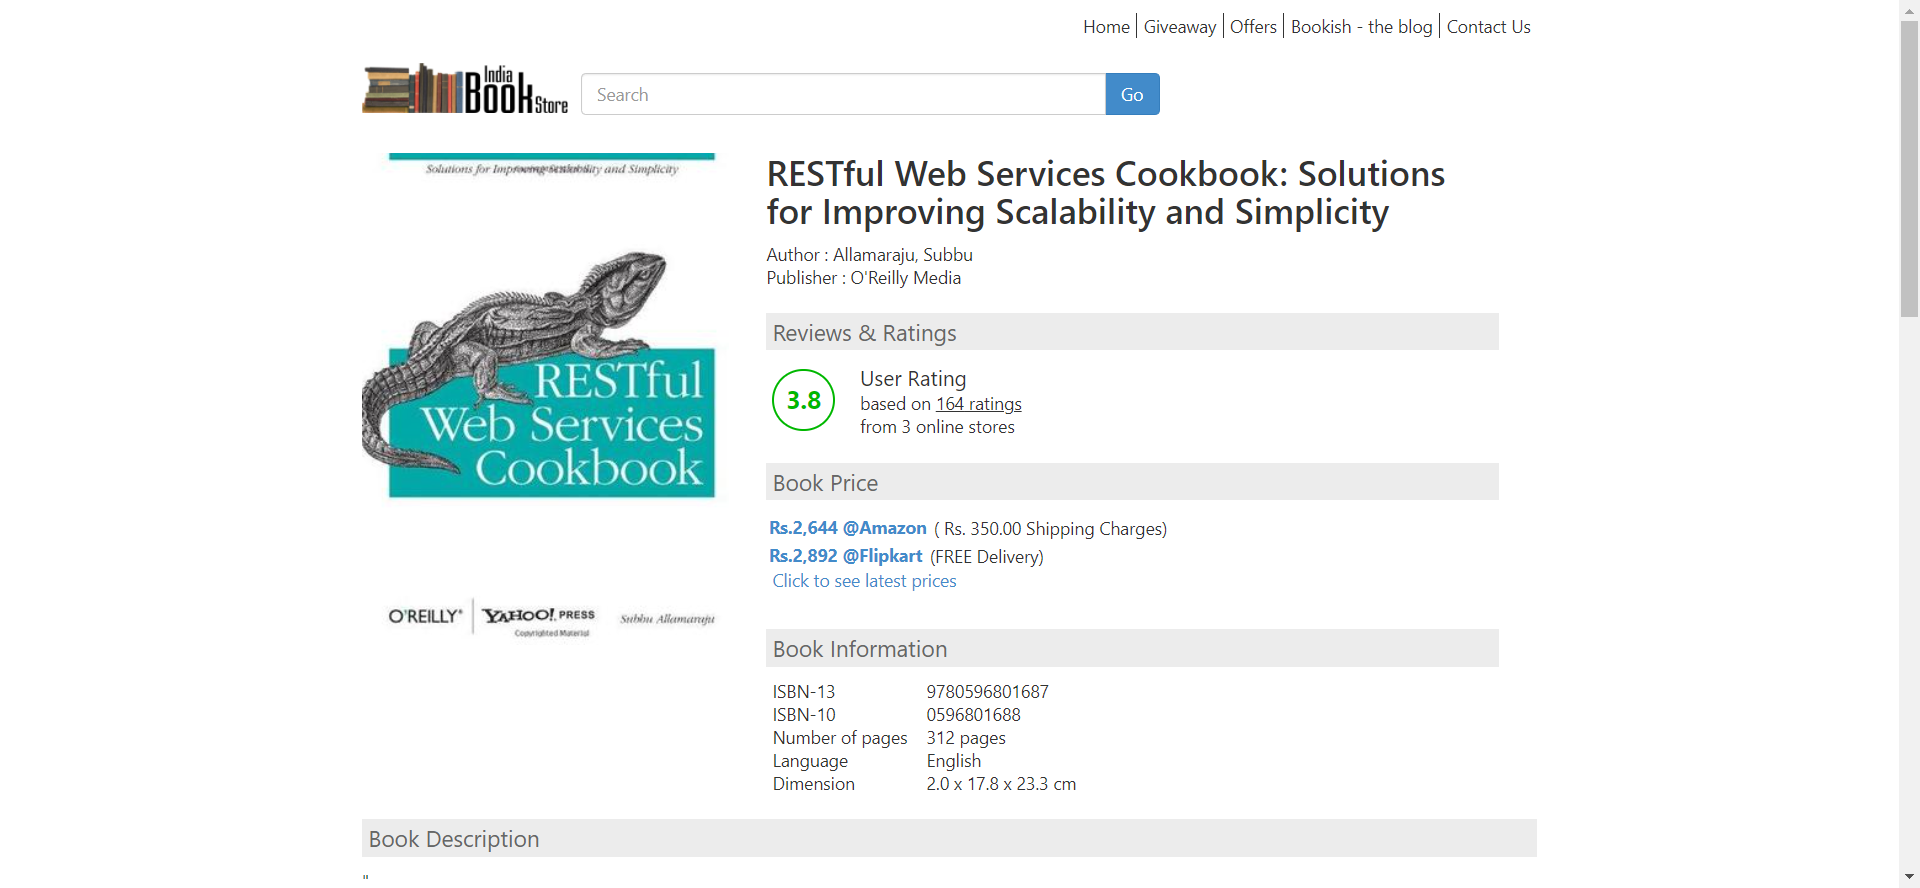 Home Giveaway Offers Bookish - the blog Contact Us
India
Book Store
Search Go
Solutions for Improving Scalability and Simplicity
RESTful
Web Services
Cookbook
O'REILLY® YAHOO! PRESS Subbu Allamaraju
Copyrighted Material
RESTful Web Services Cookbook: Solutions
for Improving Scalability and Simplicity
Author : Allamaraju, Subbu
Publisher : O'Reilly Media
Reviews & Ratings
3.8
User Rating
based on 164 ratings
from 3 online stores
Book Price
Rs.2,644 @Amazon ( Rs. 350.00 Shipping Charges)
Rs.2,892 @Flipkart (FREE Delivery)
Click to see latest prices
Book Information
ISBN-13 9780596801687
ISBN-10 0596801688
Number of pages 312 pages
Language English
Dimension 2.0 x 17.8 x 23.3 cm
Book Description
"